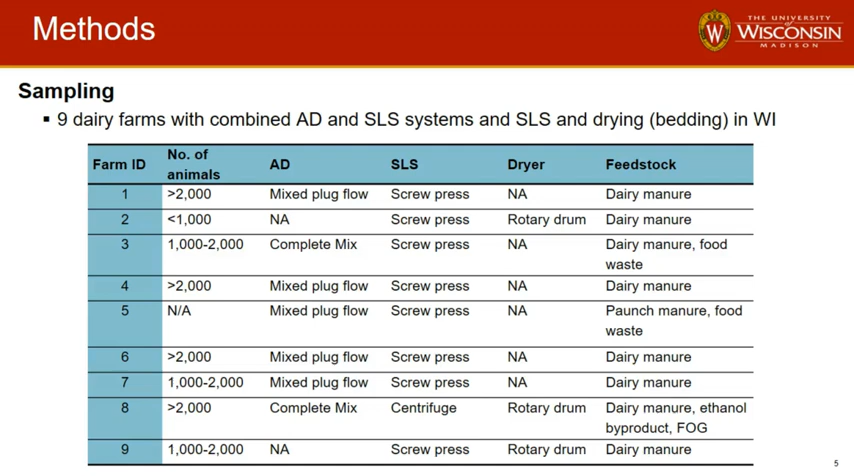 Methods
THE UNIVERSITY
of
WISCONSIN
MADISON
W
Sampling
▪ 9 dairy farms with combined AD and SLS systems and SLS and drying (bedding) in WI
Farm ID No. of animals AD SLS Dryer Feedstock
1 >2,000 Mixed plug flow Screw press NA Dairy manure
2 <1,000 NA Screw press Rotary drum Dairy manure
3 1,000-2,000 Complete Mix Screw press NA Dairy manure, food
waste
4 >2,000 Mixed plug flow Screw press NA Dairy manure
5 N/A Mixed plug flow Screw press NA Paunch manure, food
waste
6 >2,000 Mixed plug flow Screw press NA Dairy manure
7 1,000-2,000 Mixed plug flow Screw press NA Dairy manure
8 >2,000 Complete Mix Centrifuge Rotary drum Dairy manure, ethanol
byproduct, FOG
9 1,000-2,000 NA Screw press Rotary drum Dairy manure
5